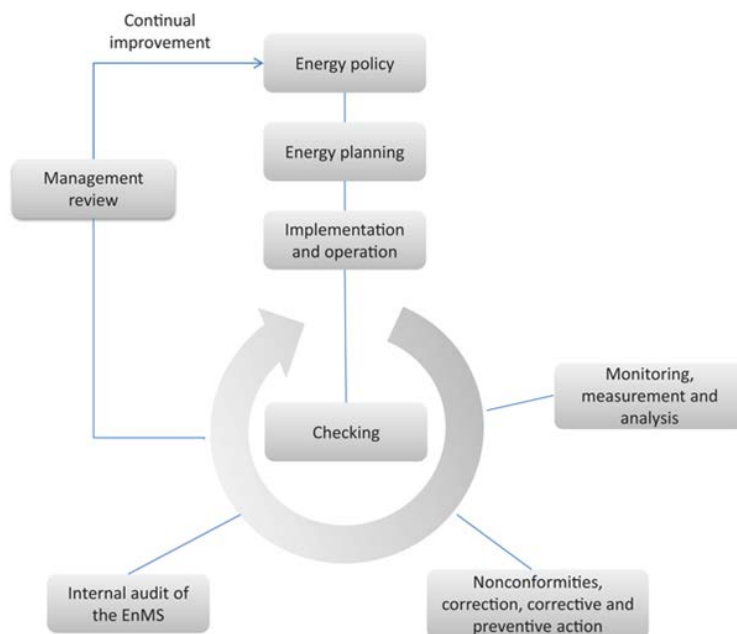 Continual
improvement
Energy policy
Energy planning
Management
review
Implementation
and operation
Monitoring,
measurement and
analysis
Checking
Internal audit of
the EnMS
Nonconformities,
correction, corrective and
preventive action